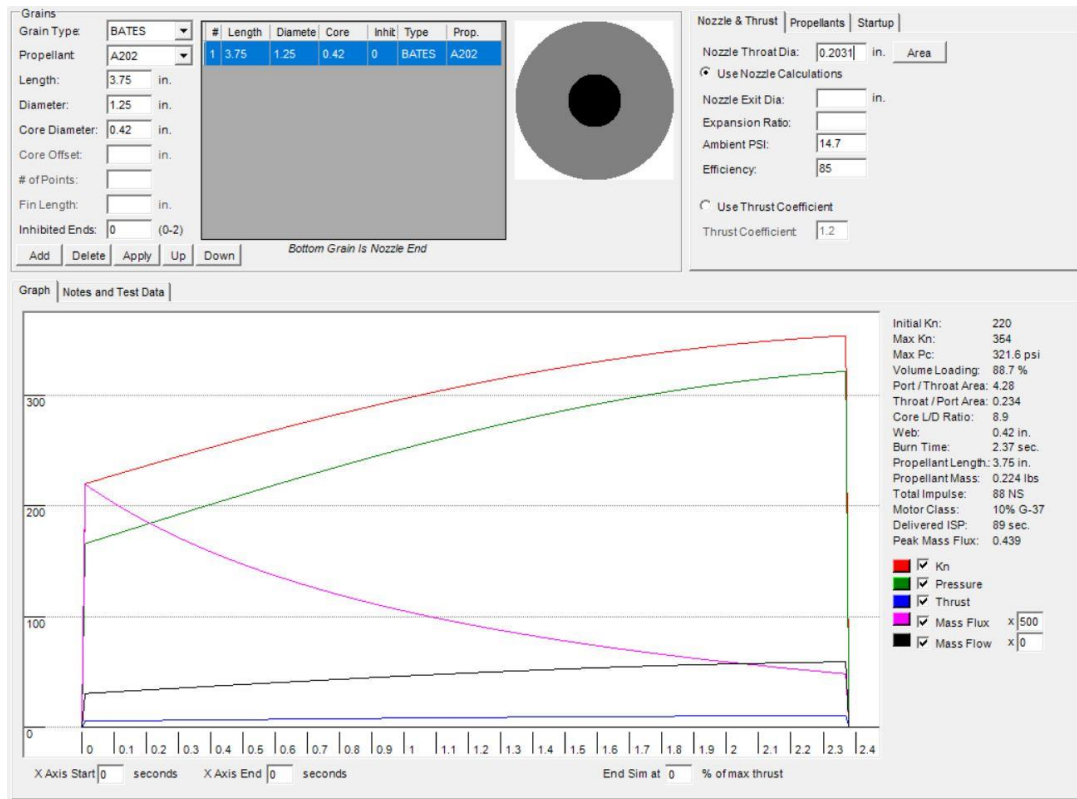 Grains
Grain Type: BATES
Propellant: A202
Length: 3.75 in.
Diameter: 1.25 in.
Core Diameter: 0.42 in.
Core Offset: in.
# of Points:
Fin Length: in.
Inhibited Ends: 0 (0-2)
Add Delete Apply Up Down
# Length Diamete Core Inhit Type Prop.
1 3.75 1.25 0.42 0 BATES A202
Bottom Grain Is Nozzle End
Nozzle & Thrust Propellants Startup
Nozzle Throat Dia: 0.2031 in. Area
Use Nozzle Calculations
Nozzle Exit Dia: in.
Expansion Ratio:
Ambient PSI: 14.7
Efficiency: 85
Use Thrust Coefficient
Thrust Coefficient: 1.2
Graph Notes and Test Data
300
200
100
0
0 0.1 0.2 0.3 0.4 0.5 0.6 0.7 0.8 0.9 1 1.1 1.2 1.3 1.4 1.5 1.6 1.7 1.8 1.9 2 2.1 2.2 2.3 2.4
X Axis Start 0 seconds X Axis End 0 seconds End Sim at 0 % of max thrust
Initial Kn: 220
Max Kn: 354
Max Pc: 321.6 psi
Volume Loading: 88.7 %
Port / Throat Area: 4.28
Throat / Port Area: 0.234
Core L/D Ratio: 8.9
Web: 0.42 in.
Burn Time: 2.37 sec.
Propellant Length: 3.75 in.
Propellant Mass: 0.224 lbs
Total Impulse: 88 NS
Motor Class: 10% G-37
Delivered ISP: 89 sec.
Peak Mass Flux: 0.439
Kn
Pressure
Thrust
Mass Flux x 500
Mass Flow x 0